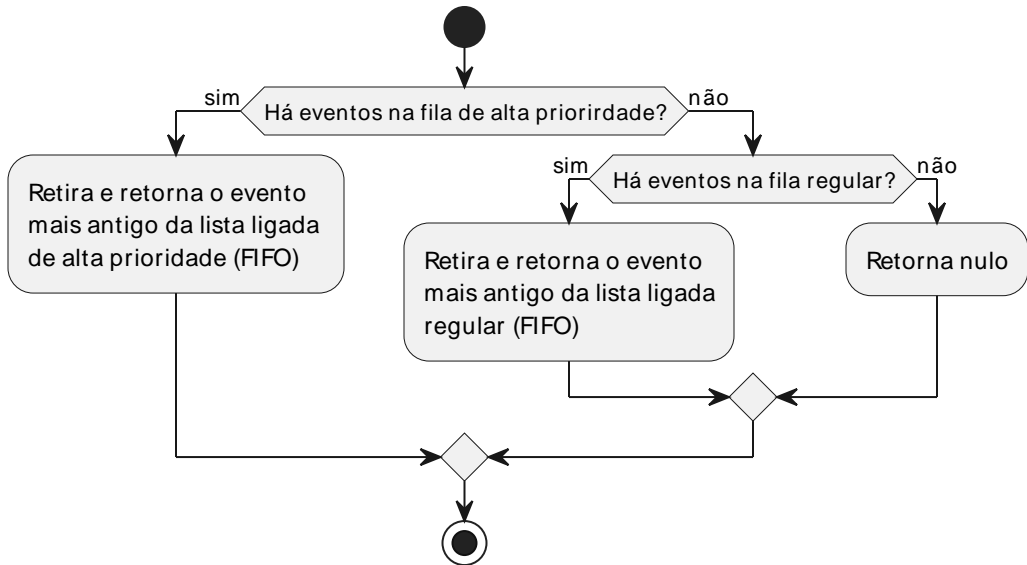 Há eventos na fila de alta priorirdade?
sim
não
Retira e retorna o evento
mais antigo da lista ligada
de alta prioridade (FIFO)
Há eventos na fila regular?
sim
não
Retira e retorna o evento
mais antigo da lista ligada
regular (FIFO)
Retorna nulo